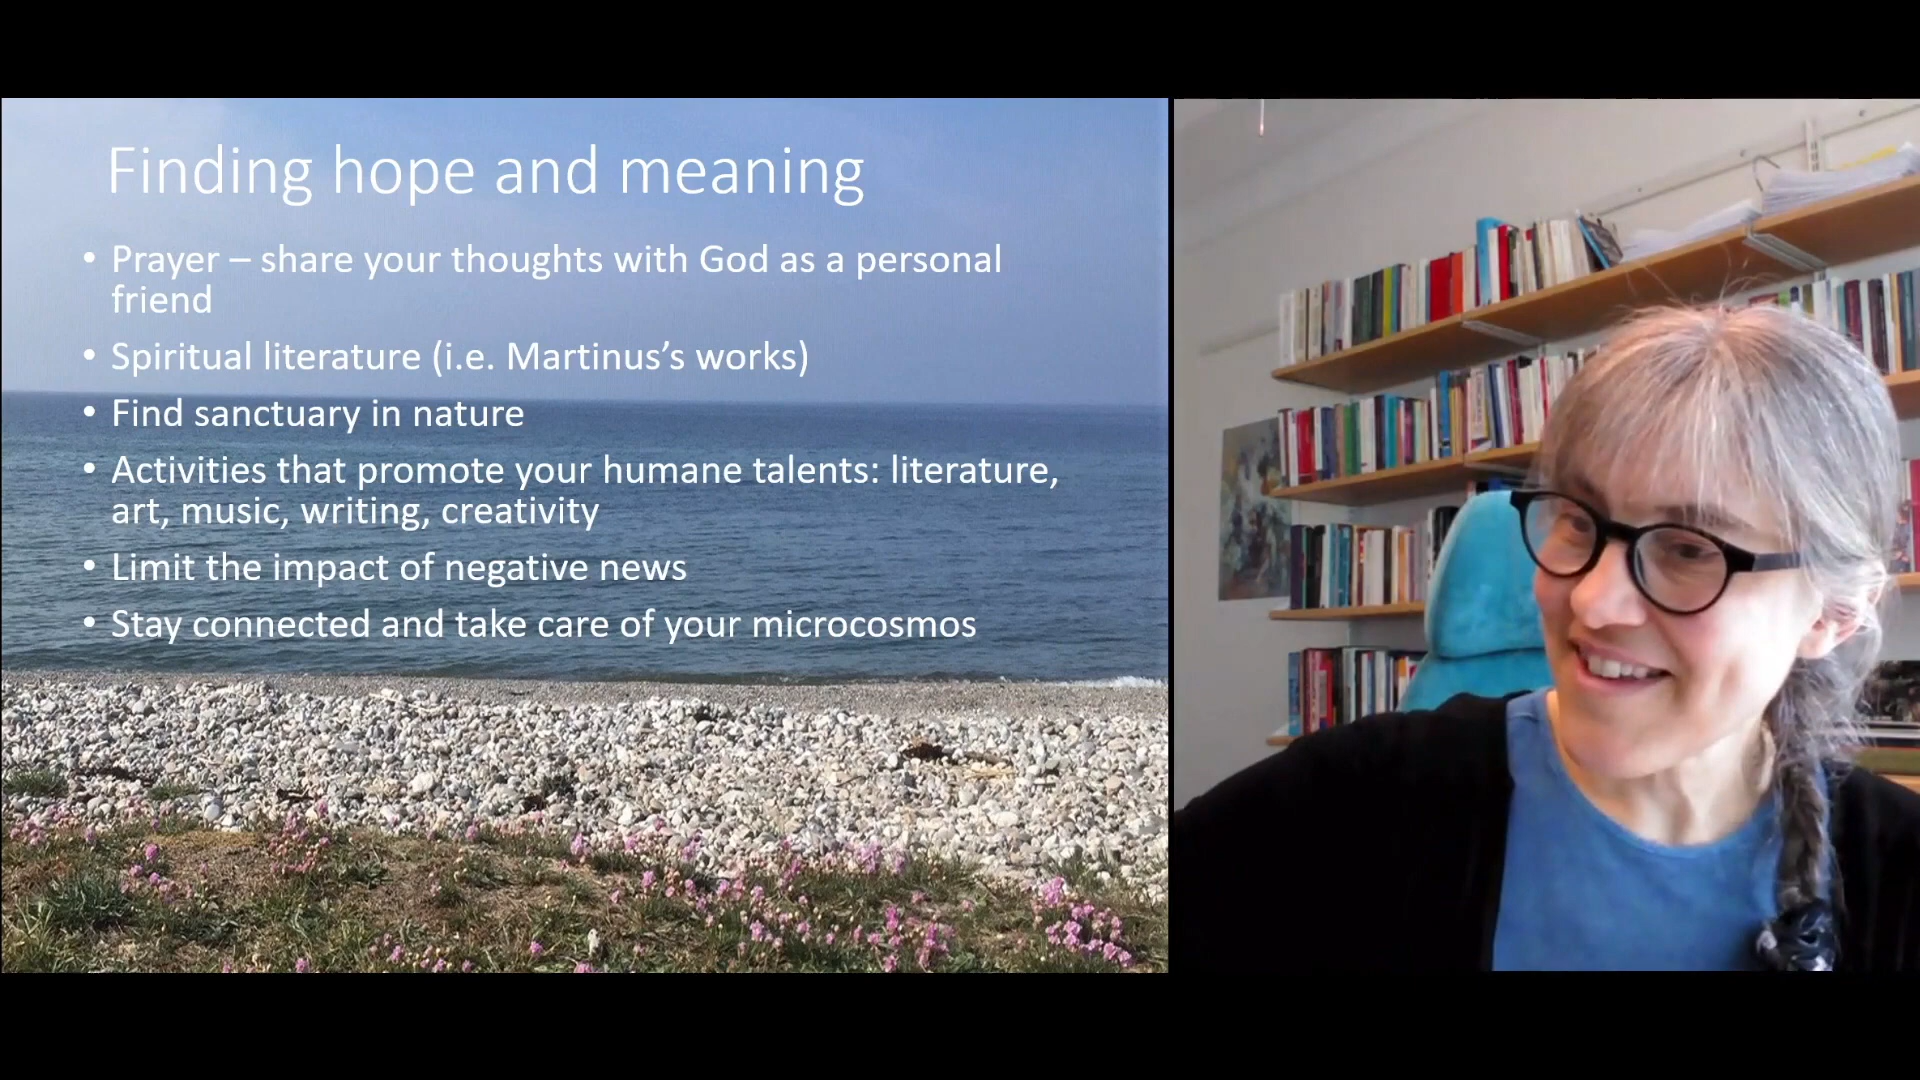 Finding hope and meaning
• Prayer – share your thoughts with God as a personal
friend
• Spiritual literature (i.e. Martinus’s works)
• Find sanctuary in nature
• Activities that promote your humane talents: literature,
art, music, writing, creativity
• Limit the impact of negative news
• Stay connected and take care of your microcosmos